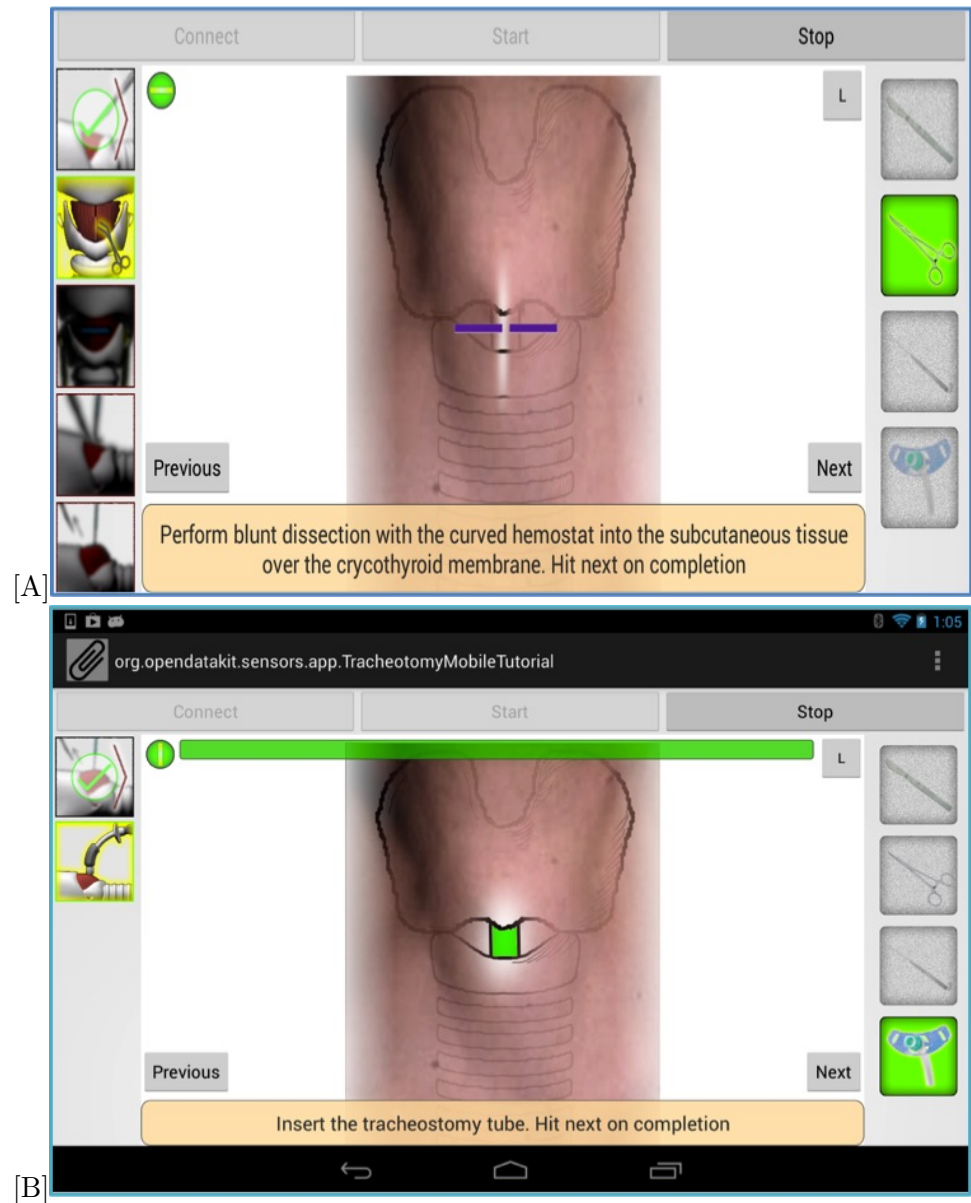 Connect Start Stop
L
Previous Next
Perform blunt dissection with the curved hemostat into the subcutaneous tissue
over the crycothyroid membrane. Hit next on completion
[A]
1:05
org.opendatakit.sensors.app.TracheotomyMobileTutorial
Connect Start Stop
L
Previous Next
Insert the tracheostomy tube. Hit next on completion
[B]